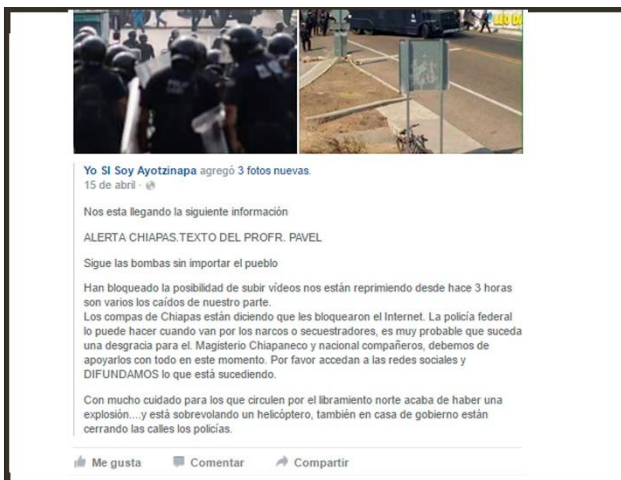 Yo SI Soy Ayotzinapa agregó 3 fotos nuevas.
15 de abril ·
Nos esta llegando la siguiente información
ALERTA CHIAPAS.TEXTO DEL PROFR. PAVEL
Sigue las bombas sin importar el pueblo
Han bloqueado la posibilidad de subir vídeos nos están reprimiendo desde hace 3 horas
son varios los caídos de nuestro parte.
Los compas de Chiapas están diciendo que les bloquearon el Internet. La policía federal
lo puede hacer cuando van por los narcos o secuestradores, es muy probable que suceda
una desgracia para el. Magisterio Chiapaneco y nacional compañeros, debemos de
apoyarlos con todo en este momento. Por favor accedan a las redes sociales y
DIFUNDAMOS lo que está sucediendo.
Con mucho cuidado para los que circulen por el libramiento norte acaba de haber una
explosión....y está sobrevolando un helicóptero, también en casa de gobierno están
cerrando las calles los policías.
Me gusta Comentar Compartir